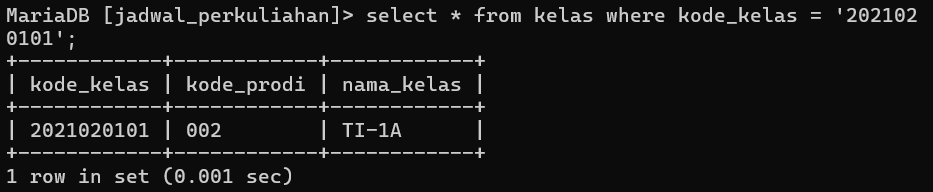 MariaDB [jadwal_perkuliahan]> select * from kelas where kode_kelas = '202102
0101';
+------------+------------+------------+
| kode_kelas | kode_prodi | nama_kelas |
+------------+------------+------------+
| 2021020101 | 002        | TI-1A      |
+------------+------------+------------+
1 row in set (0.001 sec)